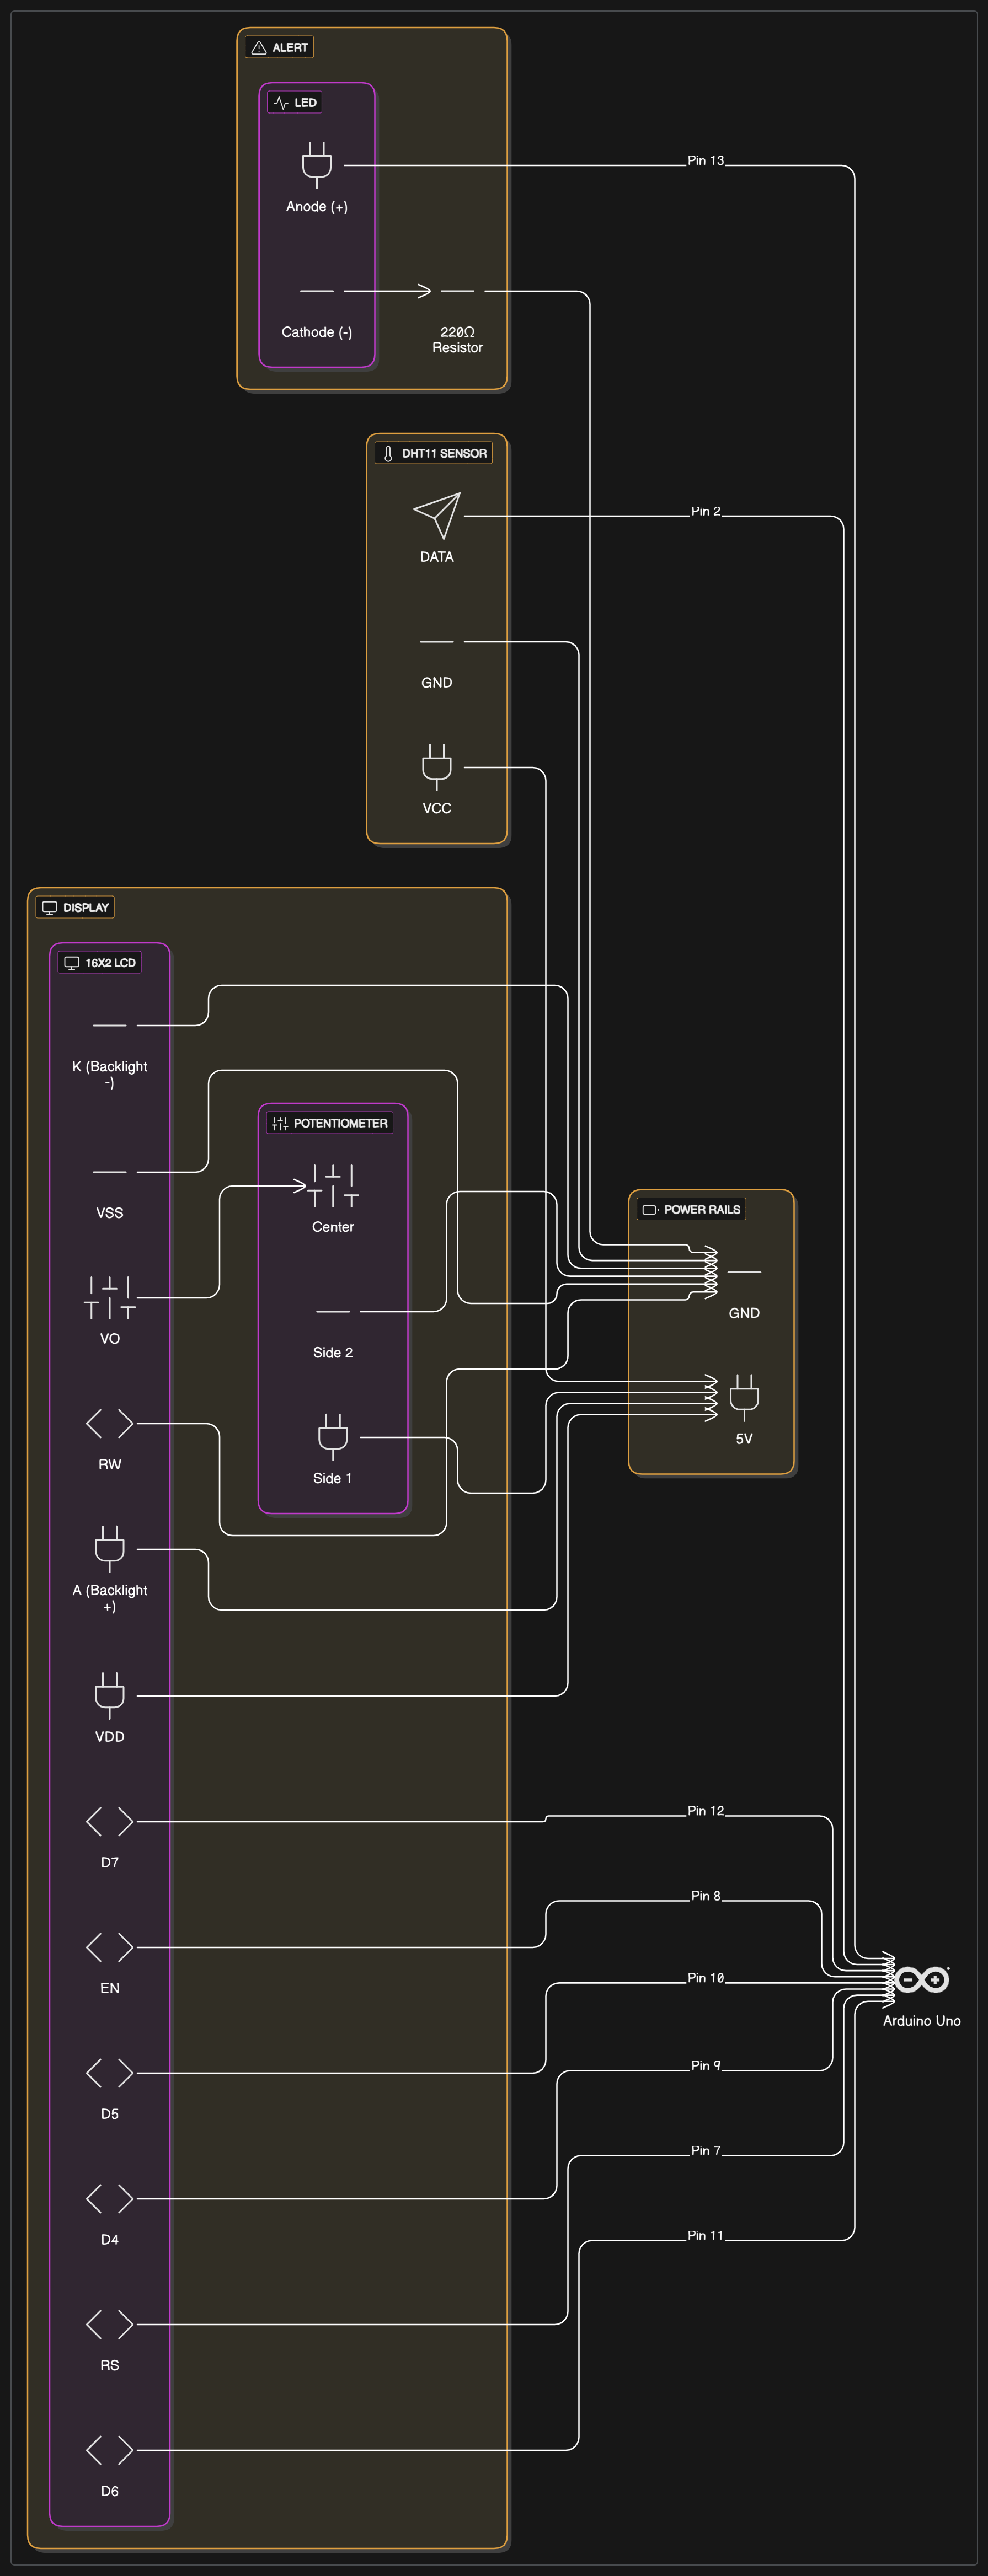 ALERT
LED
Anode (+)
Pin 13
Cathode (-)
220Ω
Resistor
DHT11 SENSOR
DATA
Pin 2
GND
VCC
DISPLAY
16X2 LCD
K (Backlight
-)
VSS
VO
RW
A (Backlight
+)
VDD
D7
EN
D5
D4
RS
D6
POTENTIOMETER
Center
Side 2
Side 1
POWER RAILS
GND
5V
Pin 12
Pin 8
Pin 10
Pin 9
Pin 7
Pin 11
Arduino Uno